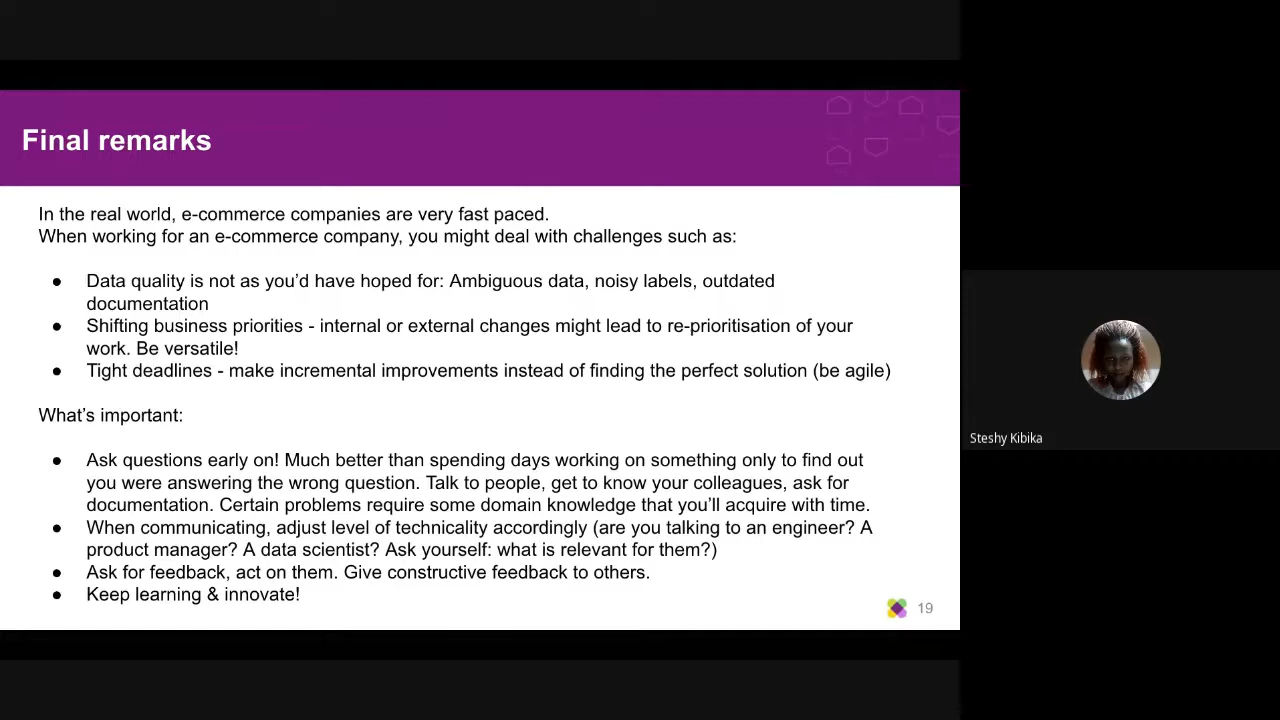 Final remarks
In the real world, e-commerce companies are very fast paced.
When working for an e-commerce company, you might deal with challenges such as:
● Data quality is not as you’d have hoped for: Ambiguous data, noisy labels, outdated
documentation
● Shifting business priorities - internal or external changes might lead to re-prioritisation of your
work. Be versatile!
● Tight deadlines - make incremental improvements instead of finding the perfect solution (be agile)
What’s important:
● Ask questions early on! Much better than spending days working on something only to find out
you were answering the wrong question. Talk to people, get to know your colleagues, ask for
documentation. Certain problems require some domain knowledge that you’ll acquire with time.
● When communicating, adjust level of technicality accordingly (are you talking to an engineer? A
product manager? A data scientist? Ask yourself: what is relevant for them?)
● Ask for feedback, act on them. Give constructive feedback to others.
● Keep learning & innovate!
19
Steshy Kibika